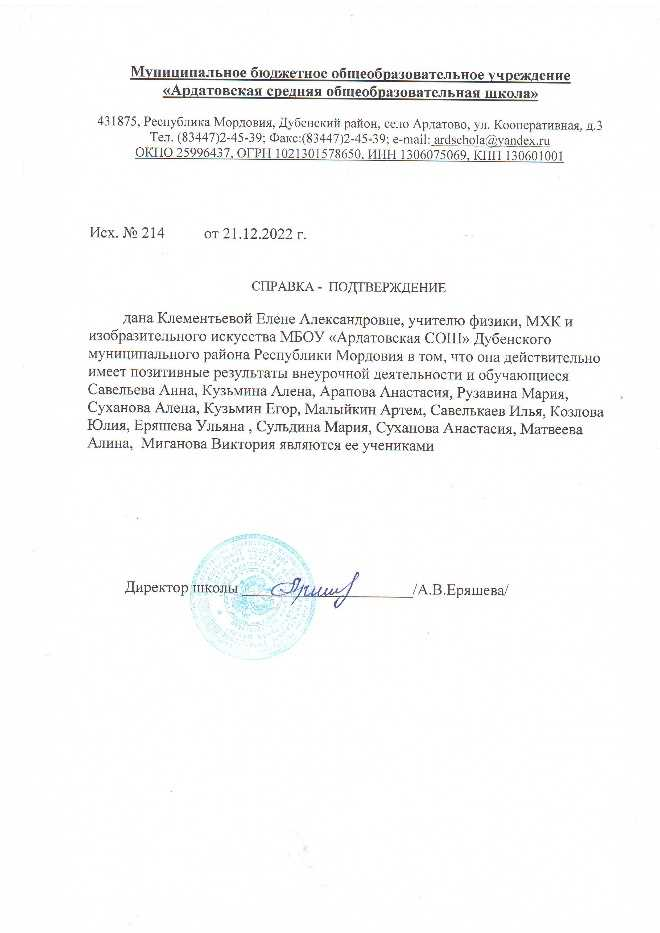 Муниципальное бюджетное общеобразовательное учреждение
«Ардатовская средняя общеобразовательная школа»
431875, Республика Мордовия, Дубенский район, село Ардатово, ул. Кооперативная, д.3
Тел. (83447)2-45-39; Факс:(83447)2-45-39; e-mail: ardschola@yandex.ru
ОКПО 25996437, ОГРН 1021301578650, ИНН 1306075069, КПП 130601001
Исх. № 214 от 21.12.2022 г.
СПРАВКА - ПОДТВЕРЖДЕНИЕ
дана Клементьевой Елене Александровне, учителю физики, МХК и
изобразительного искусства МБОУ «Ардатовская СОШ» Дубенского
муниципального района Республики Мордовия в том, что она действительно
имеет позитивные результаты внеурочной деятельности и обучающиеся
Савельева Анна, Кузьмина Алена, Арапова Анастасия, Рузавина Мария,
Суханова Алена, Кузьмин Егор, Малыйкин Артем, Савелькаев Илья, Козлова
Юлия, Еряшева Ульяна , Сульдина Мария, Суханова Анастасия, Матвеева
Алина, Миганова Виктория являются ее учениками
Директор школы /А.В.Еряшева/